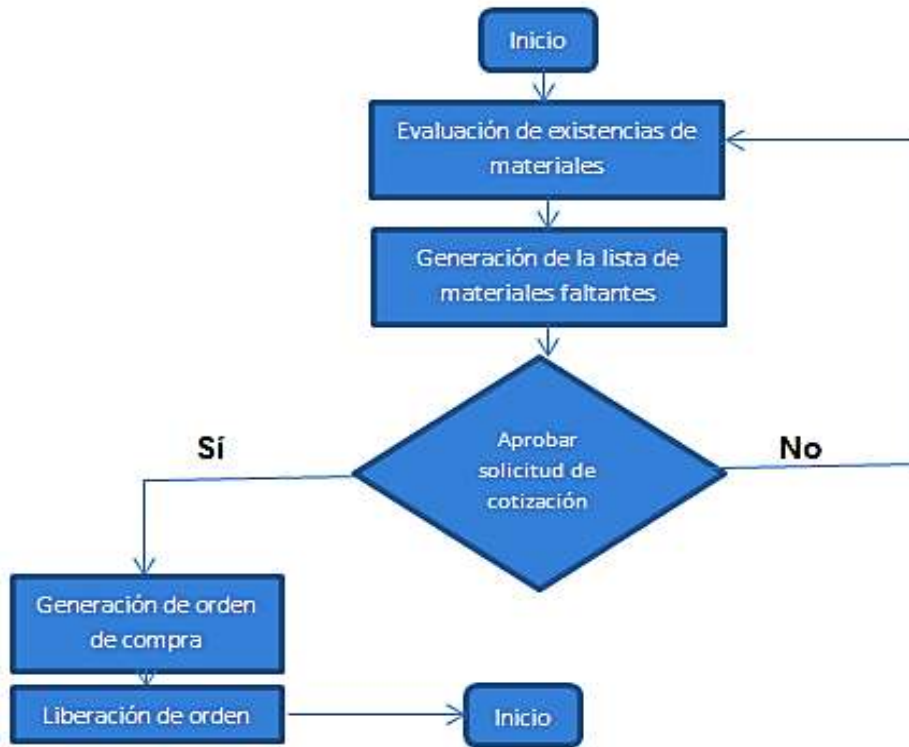 Inicio
Evaluación de existencias de
materiales
Generación de la lista de
materiales faltantes
Aprobar
solicitud de
cotización
Sí
No
Generación de orden
de compra
Liberación de orden
Inicio